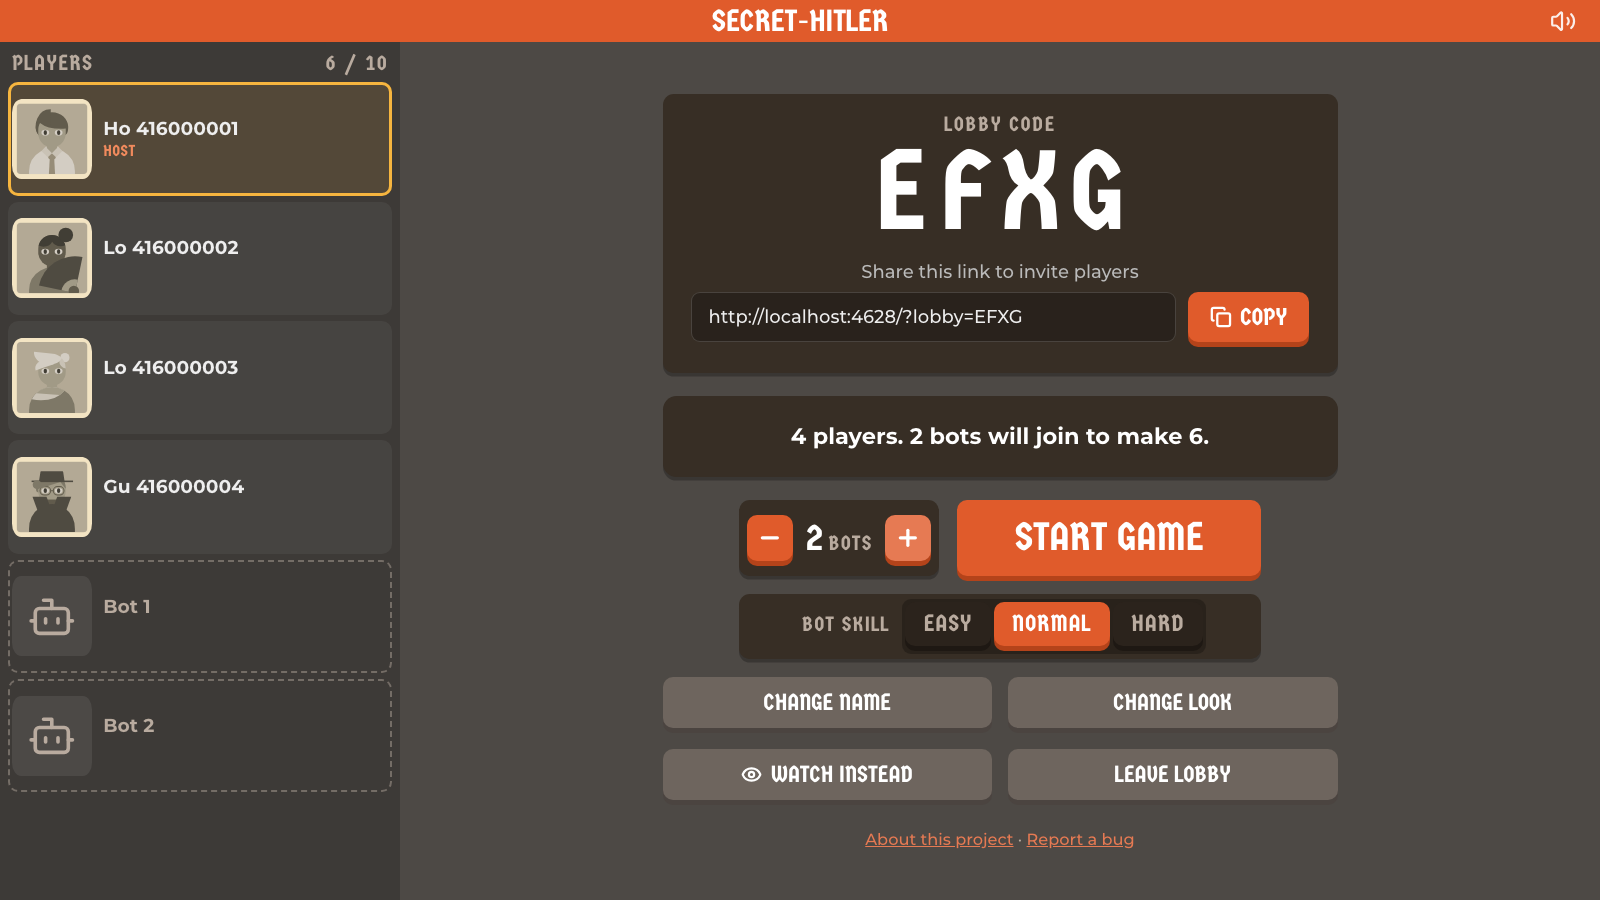 SECRET-HITLER
PLAYERS 6 / 10
Ho 416000001
HOST
Lo 416000002
Lo 416000003
Gu 416000004
Bot 1
Bot 2
LOBBY CODE
EFXG
Share this link to invite players
http://localhost:4628/?lobby=EFXG COPY
4 players. 2 bots will join to make 6.
2 BOTS START GAME
BOT SKILL EASY NORMAL HARD
CHANGE NAME CHANGE LOOK
WATCH INSTEAD LEAVE LOBBY
About this project · Report a bug